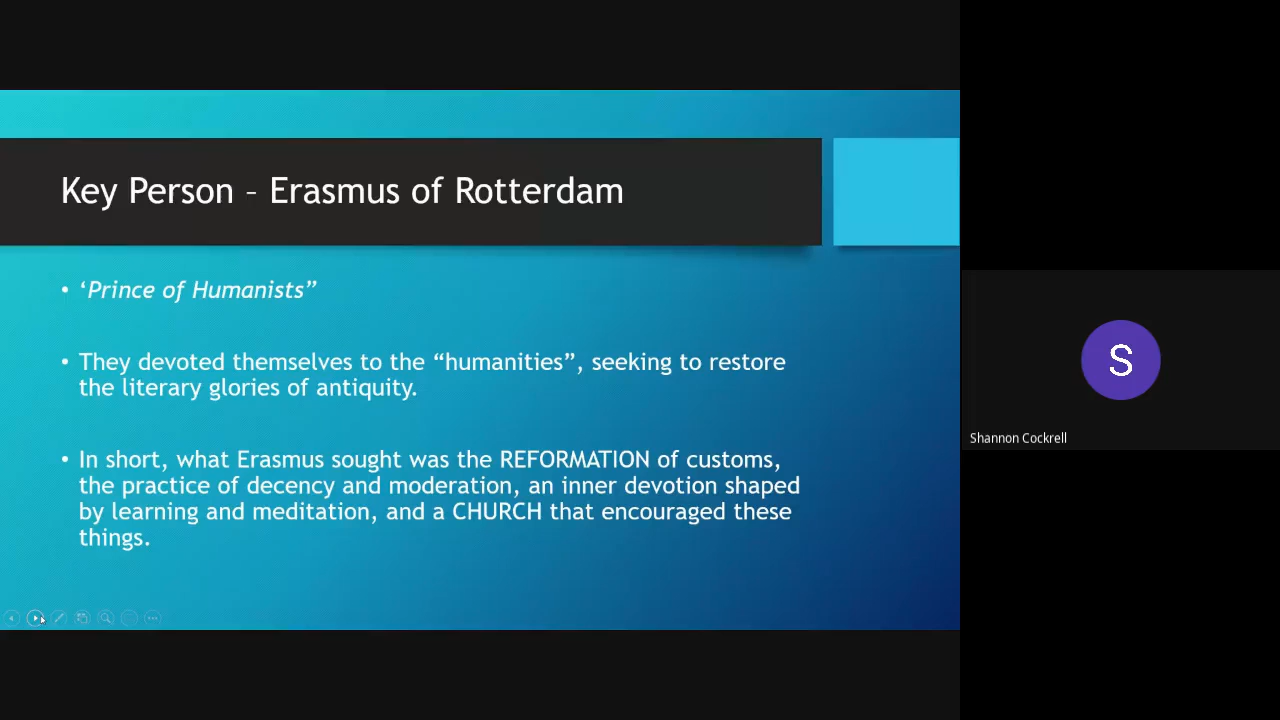 Key Person – Erasmus of Rotterdam
• ‘Prince of Humanists”
• They devoted themselves to the “humanities”, seeking to restore
the literary glories of antiquity.
• In short, what Erasmus sought was the REFORMATION of customs,
the practice of decency and moderation, an inner devotion shaped
by learning and meditation, and a CHURCH that encouraged these
things.
S
Shannon Cockrell